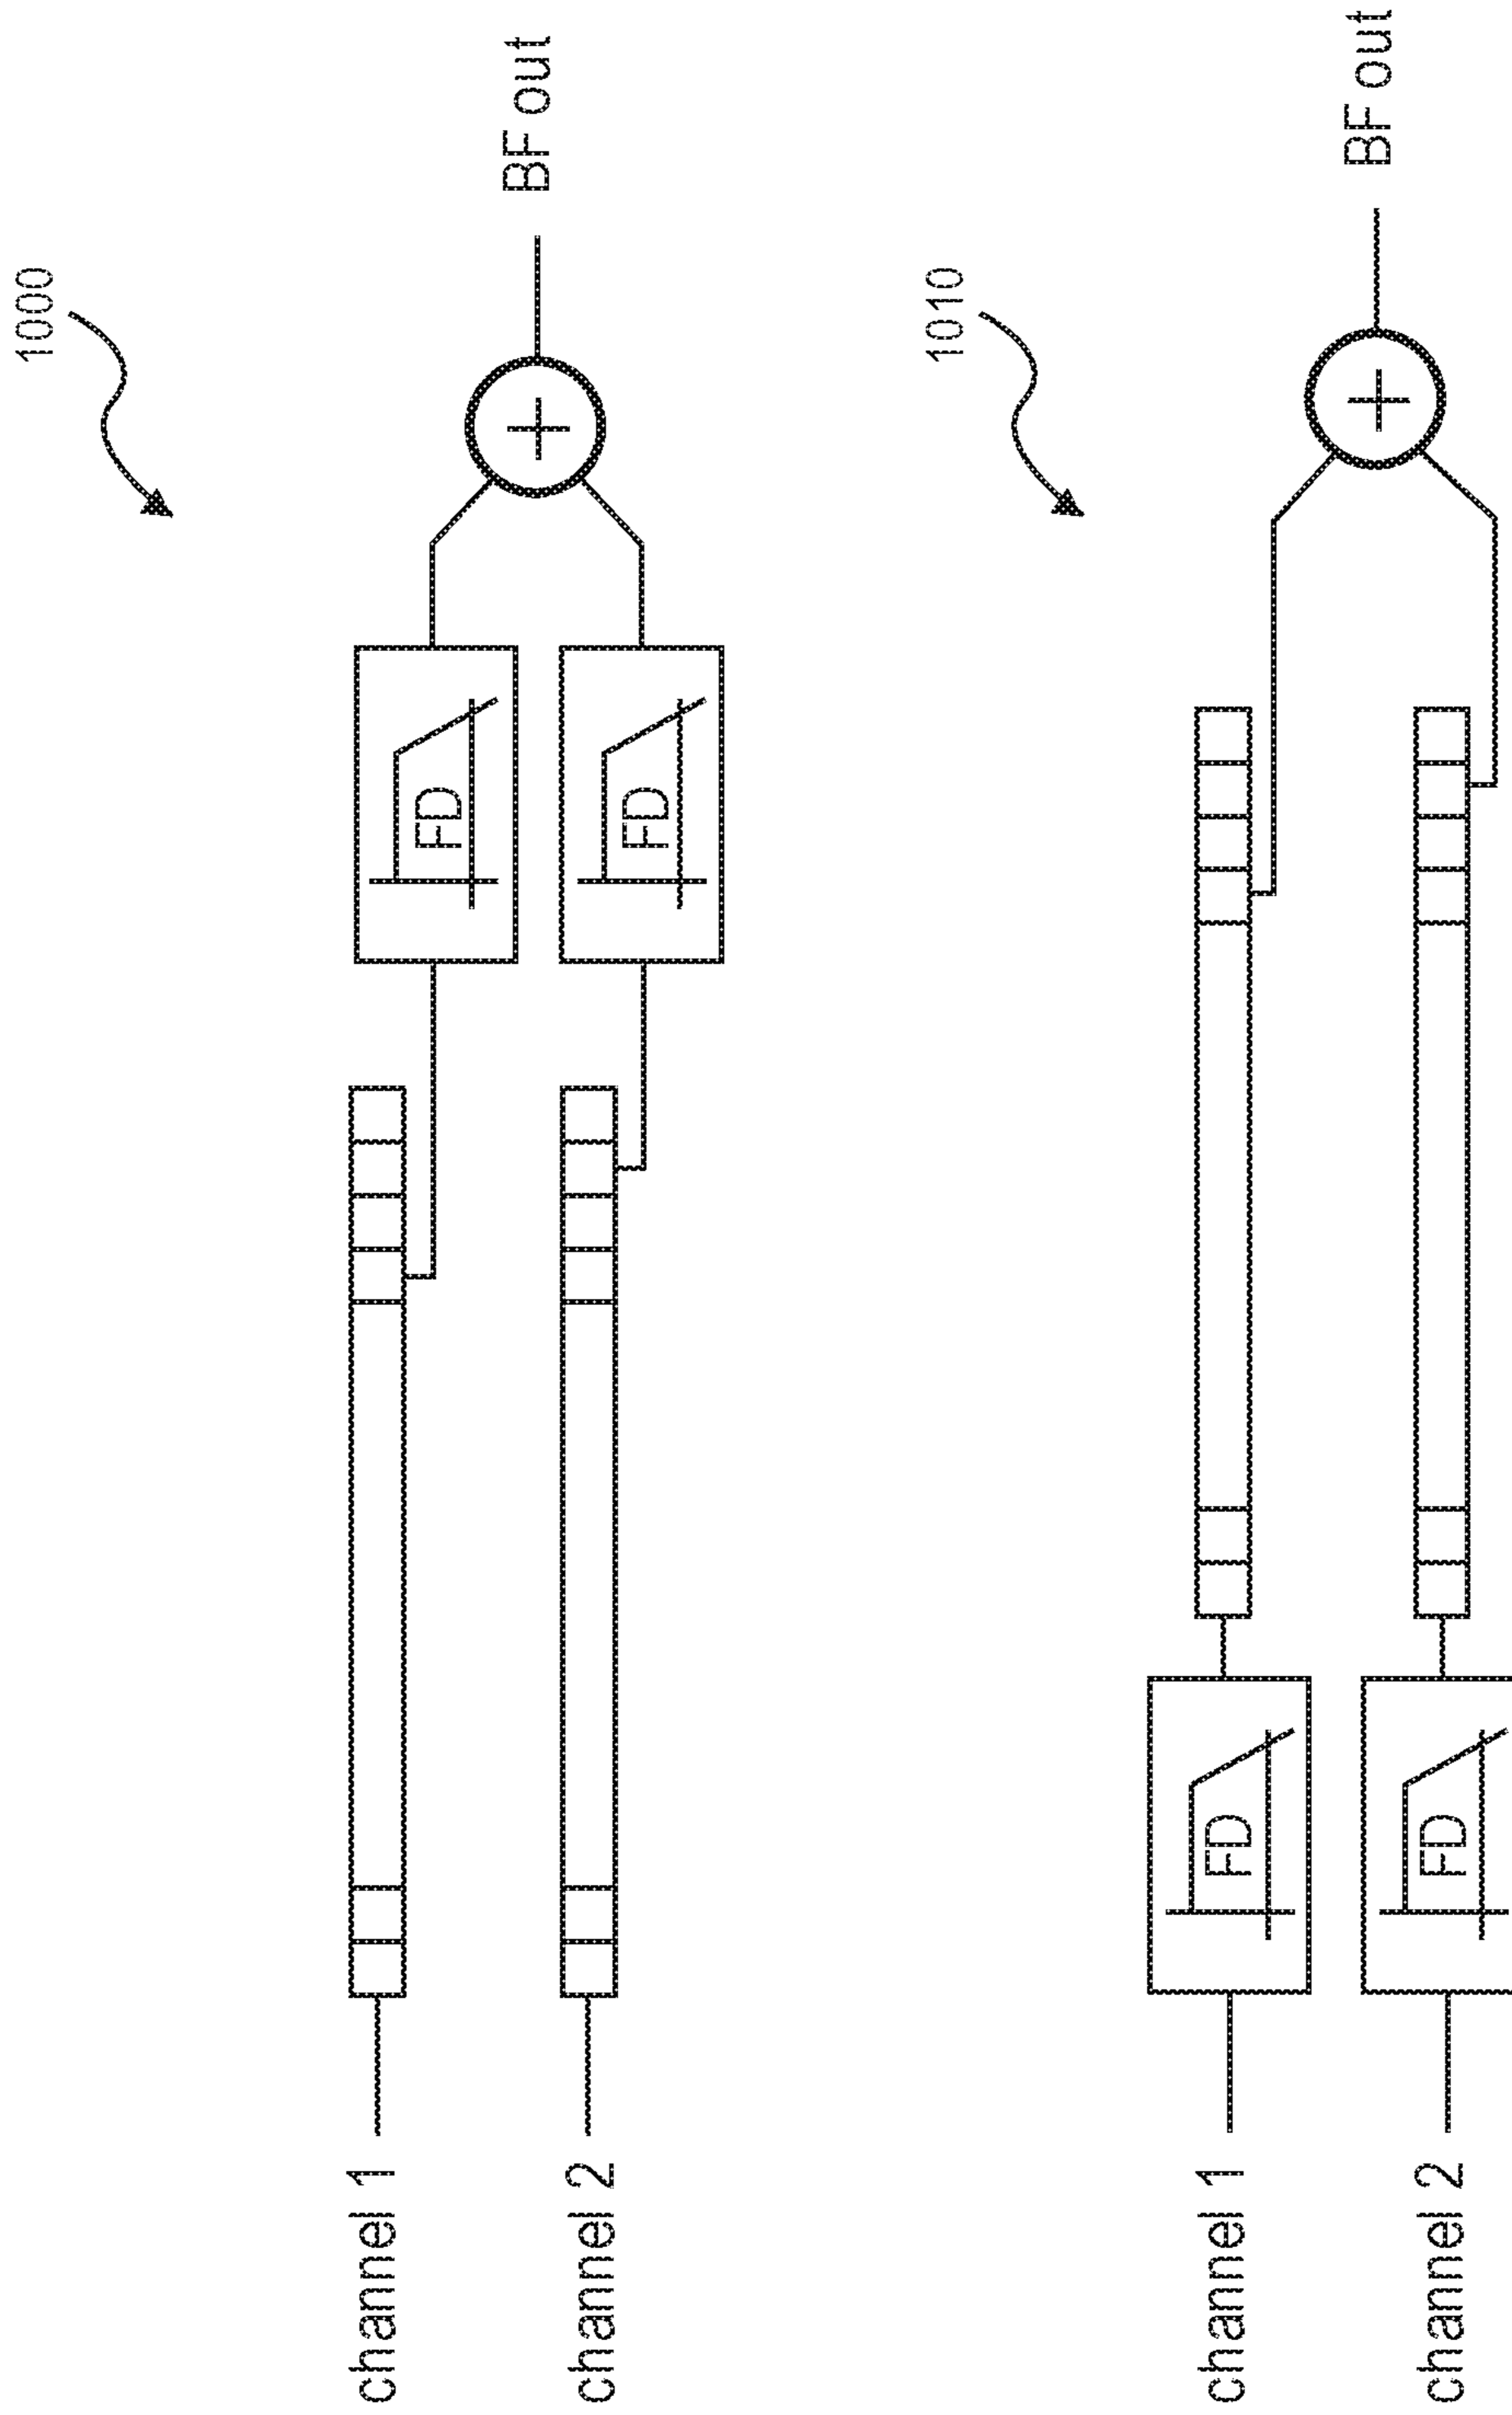 1000
channel 1
FD
channel 2
FD
+
BF out
1010
channel 1
FD
channel 2
FD
+
BF out